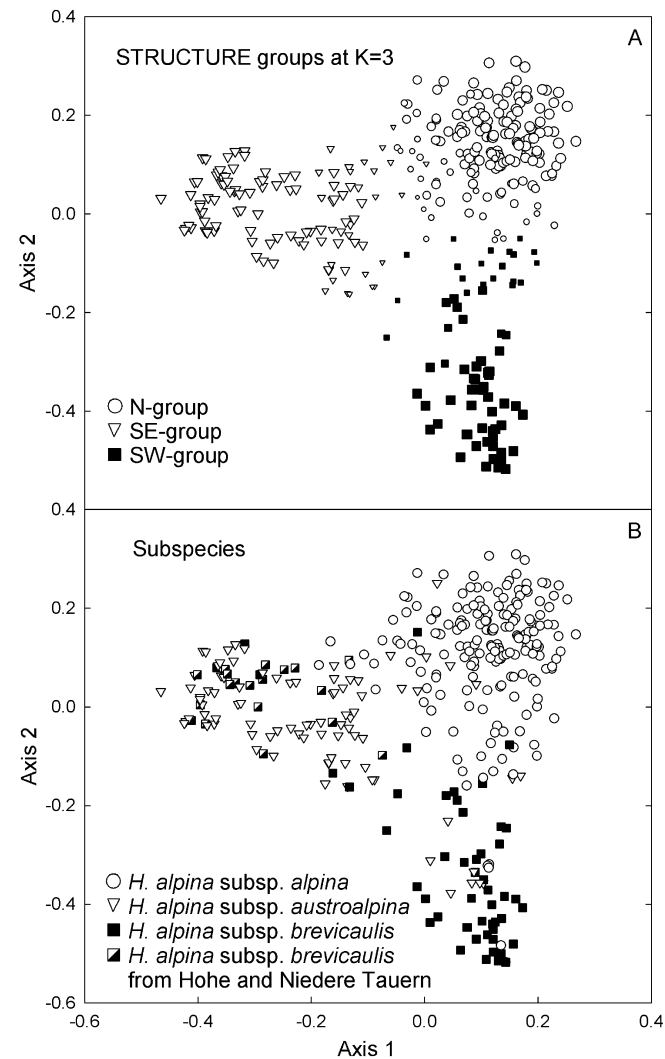 0.4
A
STRUCTURE groups at K=3
0.2
0.0
Axis 2
-0.2
-0.4
N-group
SE-group
SW-group
0.4
B
Subspecies
0.2
0.0
Axis 2
-0.2
-0.4
H. alpina subsp. alpina
H. alpina subsp. austroalpina
H. alpina subsp. brevicaulis
H. alpina subsp. brevicaulis
from Hohe and Niedere Tauern
-0.6
-0.6 -0.4 -0.2 0.0 0.2 0.4
Axis 1